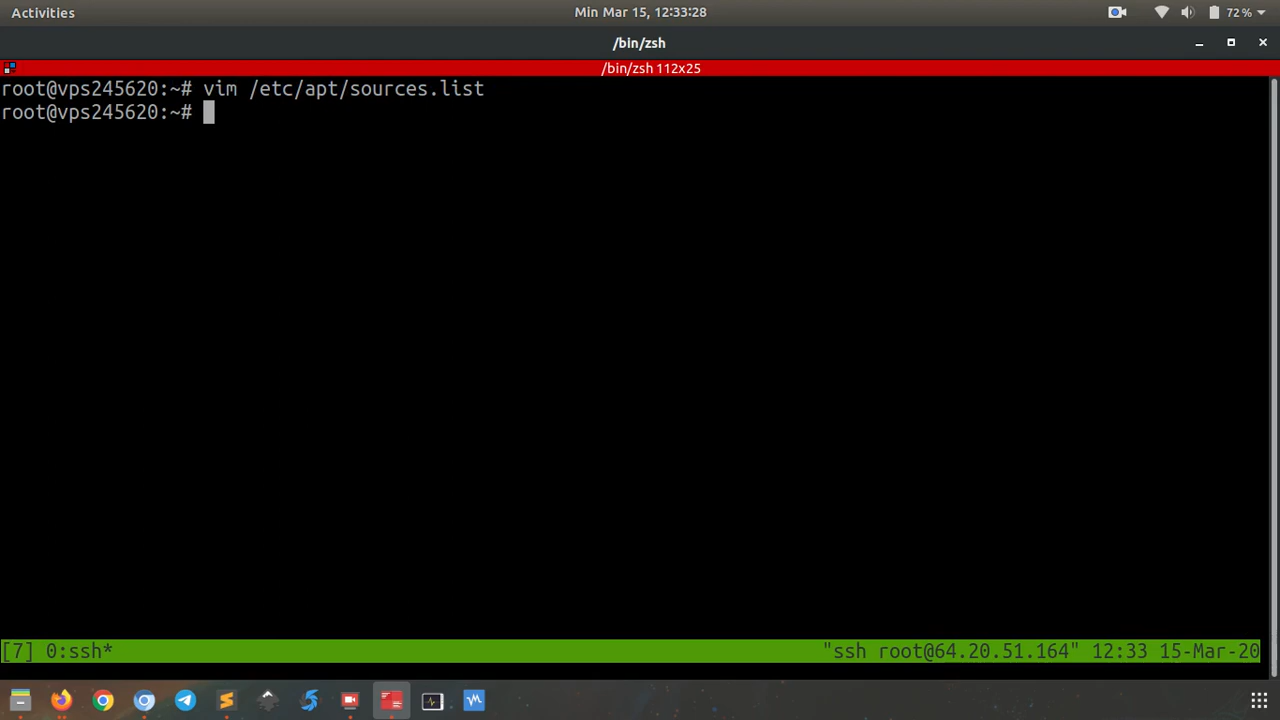 Activities
Min Mar 15, 12:33:28
72%
/bin/zsh
/bin/zsh 112x25
root@vps245620:~# vim /etc/apt/sources.list
root@vps245620:~#
[7] 0:ssh* "ssh root@64.20.51.164" 12:33 15-Mar-20